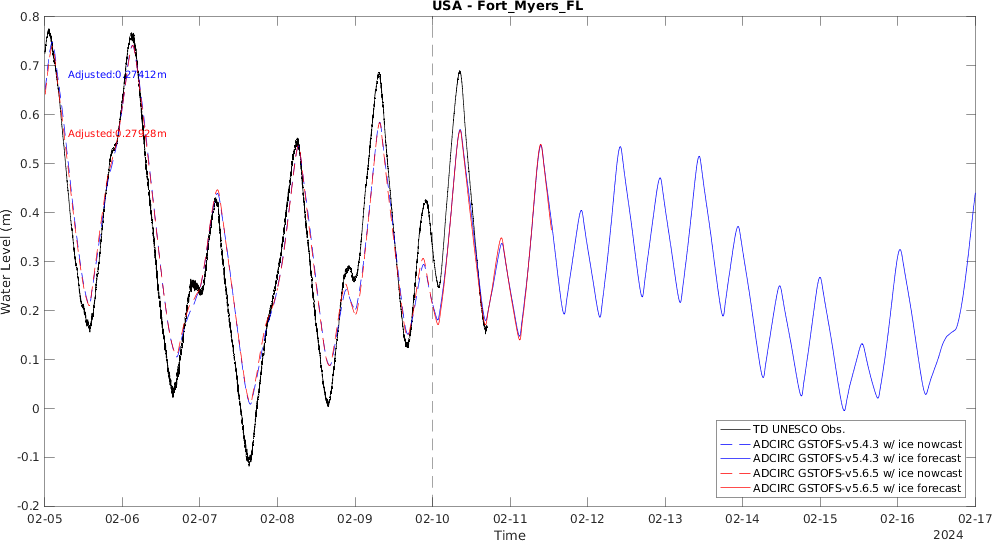 USA - Fort_Myers_FL
0.8
0.7
0.6
0.5
0.4
0.3
0.2
0.1
0
-0.1
-0.2
Water Level (m)
Adjusted:0.27412m
Adjusted:0.27928m
TD UNESCO Obs.
ADCIRC GSTOFS-v5.4.3 w/ ice nowcast
ADCIRC GSTOFS-v5.4.3 w/ ice forecast
ADCIRC GSTOFS-v5.6.5 w/ ice nowcast
ADCIRC GSTOFS-v5.6.5 w/ ice forecast
02-05 02-06 02-07 02-08 02-09 02-10 02-11 02-12 02-13 02-14 02-15 02-16 02-17
Time
2024